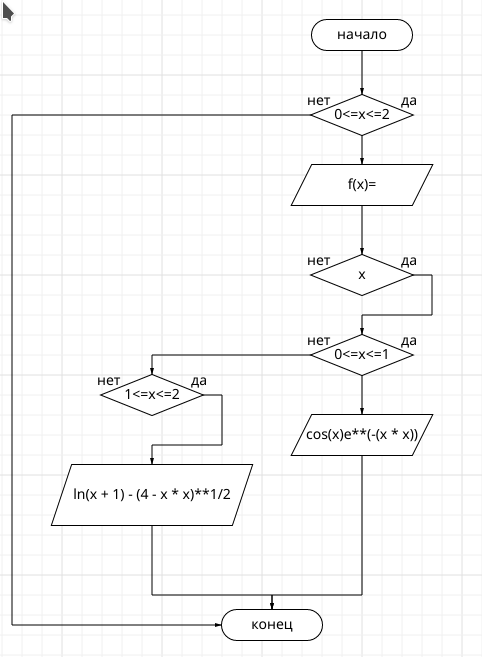 начало
нет
да
0<=x<=2
f(x)=
нет
да
x
нет
да
0<=x<=1
нет
да
1<=x<=2
cos(x)e**(-(x * x))
ln(x + 1) - (4 - x * x)**1/2
конец